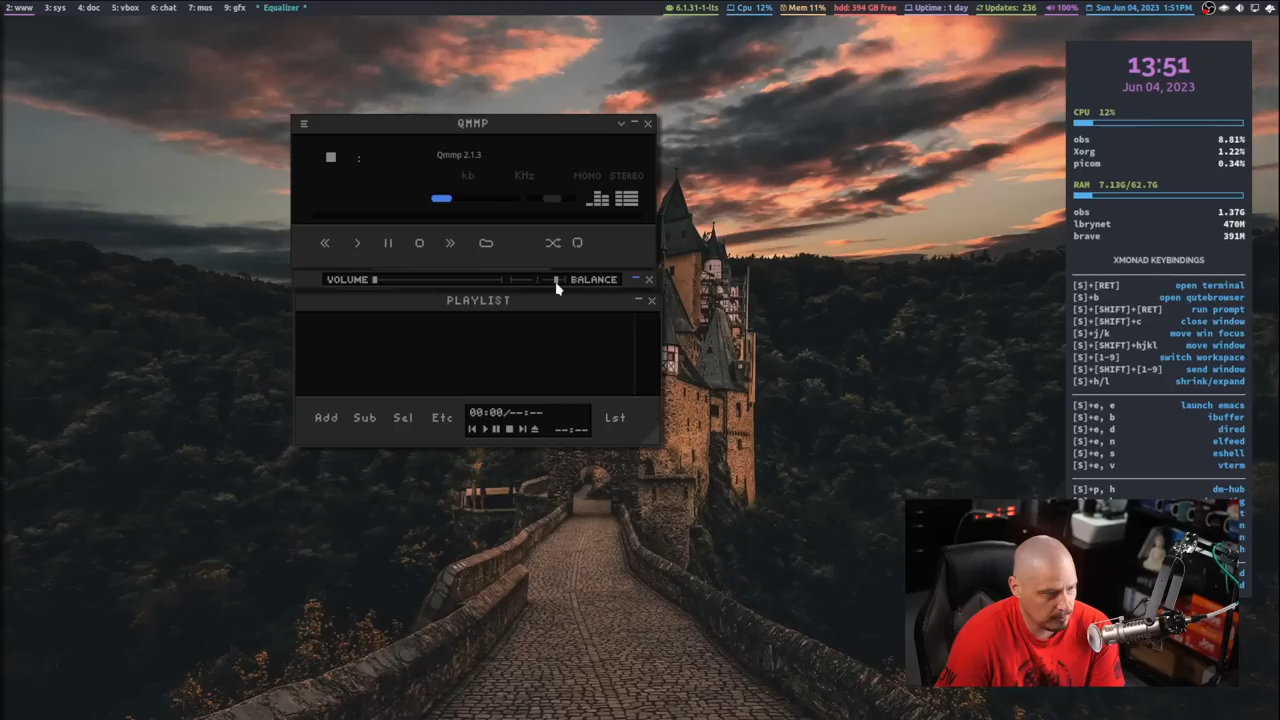 2: www 3: sys 4: doc 5: vbox 6: chat 7: mus 9: gfx * Equalizer * 6.1.31-1-lts Cpu 12% Mem 11% hdd: 394 GB free Uptime : 1 day Updates: 236 100% Sun Jun 04, 2023 1:51PM
13:51
Jun 04, 2023
CPU 12%
obs 8.81%
Xorg 1.22%
picom 0.34%
RAM 7.13G/62.7G
obs 1.37G
lbrynet 470M
brave 391M
XMONAD KEYBINDINGS
[S]+[RET] open terminal
[S]+b open qutebrowser
[S]+[SHIFT]+[RET] run prompt
[S]+[SHIFT]+c close window
[S]+j/k move win focus
[S]+[SHIFT]+hjkl move window
[S]+[1-9] switch workspace
[S]+[SHIFT]+[1-9] send window
[S]+h/l shrink/expand
[S]+e, e launch emacs
[S]+e, b ibuffer
[S]+e, d dired
[S]+e, n elfeed
[S]+e, s eshell
[S]+e, v vterm
[S]+p, h dm-hub
QMMP
:
Qmmp 2.1.3
kb KHz MONO STEREO
VOLUME BALANCE
PLAYLIST
Add Sub Sel Etc 00:00/--:-- Lst
--:--